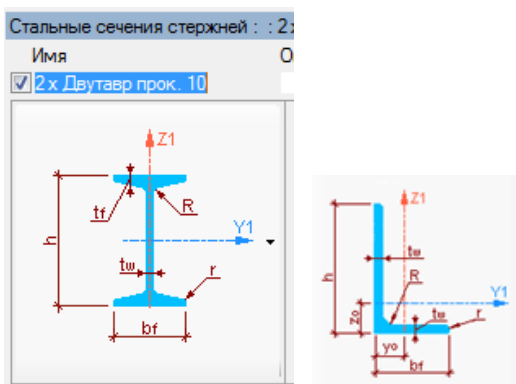 Стальные сечения стержней : : 2
Имя
2 x Двутавр прок. 10
Z1
tf
R
h
Y1
tw
r
bf
Z1
tw
h
R
Y1
zo
tw
r
yo
bf